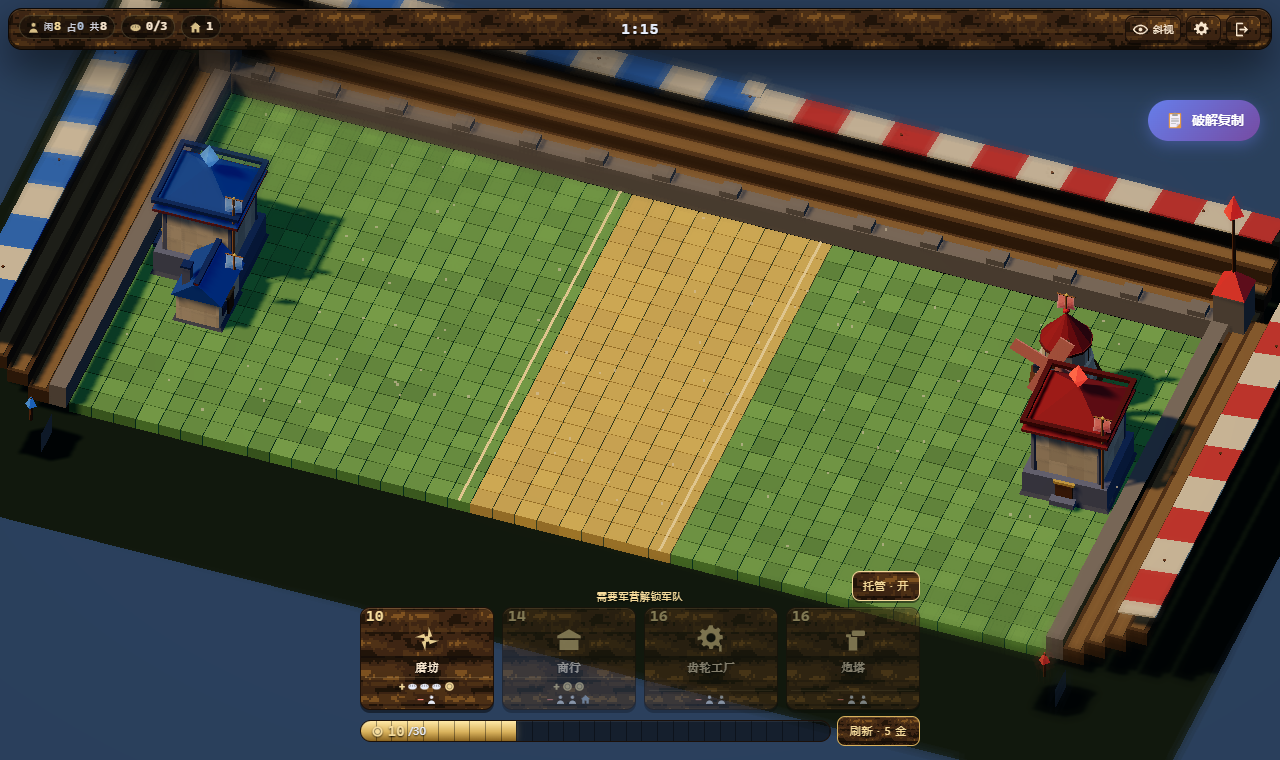 闲8 占0 共8
0/3
1
1:15
斜视
破解复制
托管 · 开
需要军营解锁军队
10
磨坊
14
商行
16
齿轮工厂
16
炮塔
10/30
刷新 · 5 金